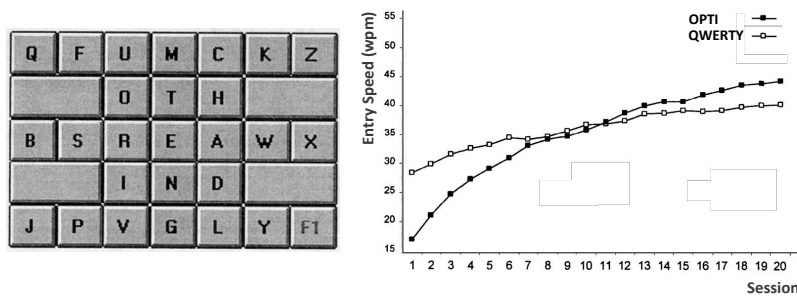 Q F U M C K Z
O T H
B S R E A W X
I N D
J P V G L Y F1
Entry Speed (wpm)
55
50
45
40
35
30
25
20
15
OPTI
QWERTY
1 2 3 4 5 6 7 8 9 10 11 12 13 14 15 16 17 18 19 20
Session